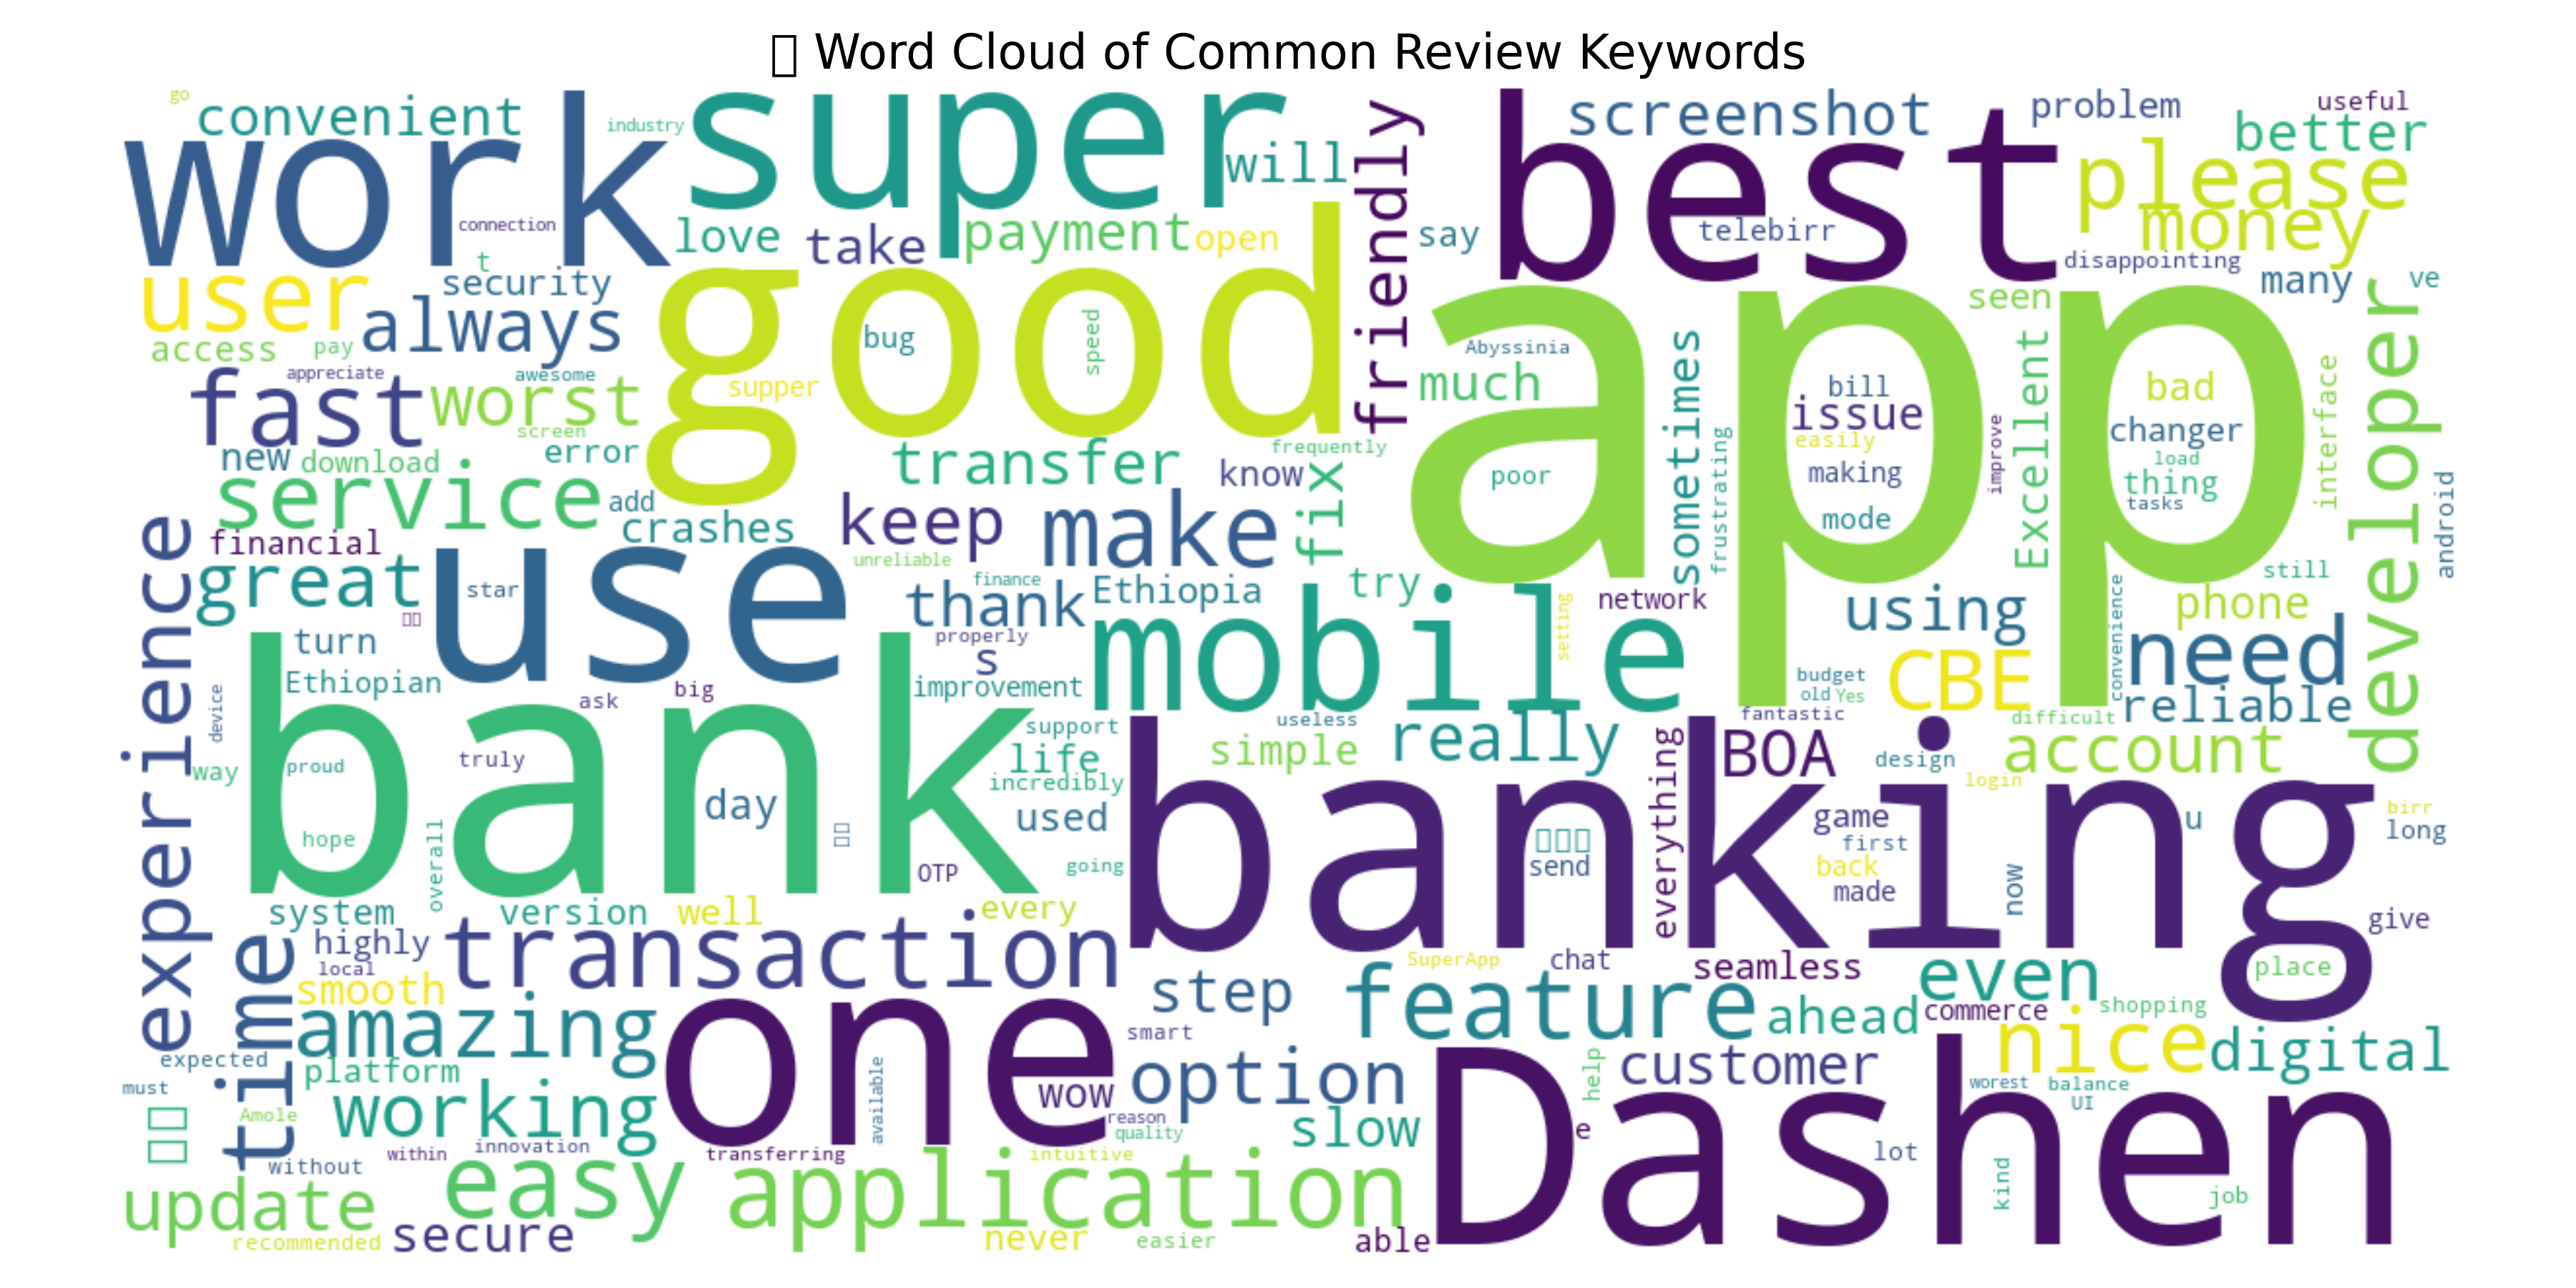 Word Cloud of Common Review Keywords
go
convenient
industry
super
will
friendly
best
screenshot
problem
useful
better
work
connection
t
love
take
payment
open
say
telebirr
please
money
disappointing
many
ve
user
security
always
access
pay
good
bug
speed
supper
app
Abyssinia
much
poor
sometimes
frustrating
seen
bill
issue
easily
making
mode
improve
Excellent
bad
changer
load
thing
tasks
interface
developer
android
appreciate
fast
awesome
worst
screen
error
new
download
service
add
crashes
financial
great
transfer
know
frequently
fix
keep
make
unreliable
finance
thank
Ethiopia
try
network
using
still
phone
convenience
need
reliable
use
star
turn
Ethiopian
experience
device
way
bank
proud
hope
truly
day
ask
big
properly
s
improvement
support
life
incredibly
used
OTP
going
overall
mobile
setting
useless
simple
really
budget
old
Yes
CBE
fantastic
difficult
BOA
design
account
login
everything
banking
send
game
first
back
made
now
u
birr
long
give
place
system
version
well
every
highly
local
smooth
transaction
time
amazing
expected
platform
must
Amole
working
one
available
wow
smart
reason
quality
step
option
SuperApp
chat
seamless
feature
ahead
even
commerce
shopping
nice
digital
customer
help
slow
Dashen
e
worest
balance
UI
lot
kind
job
innovation
within
without
transferring
intuitive
update
easy
application
recommended
secure
never
easier
able